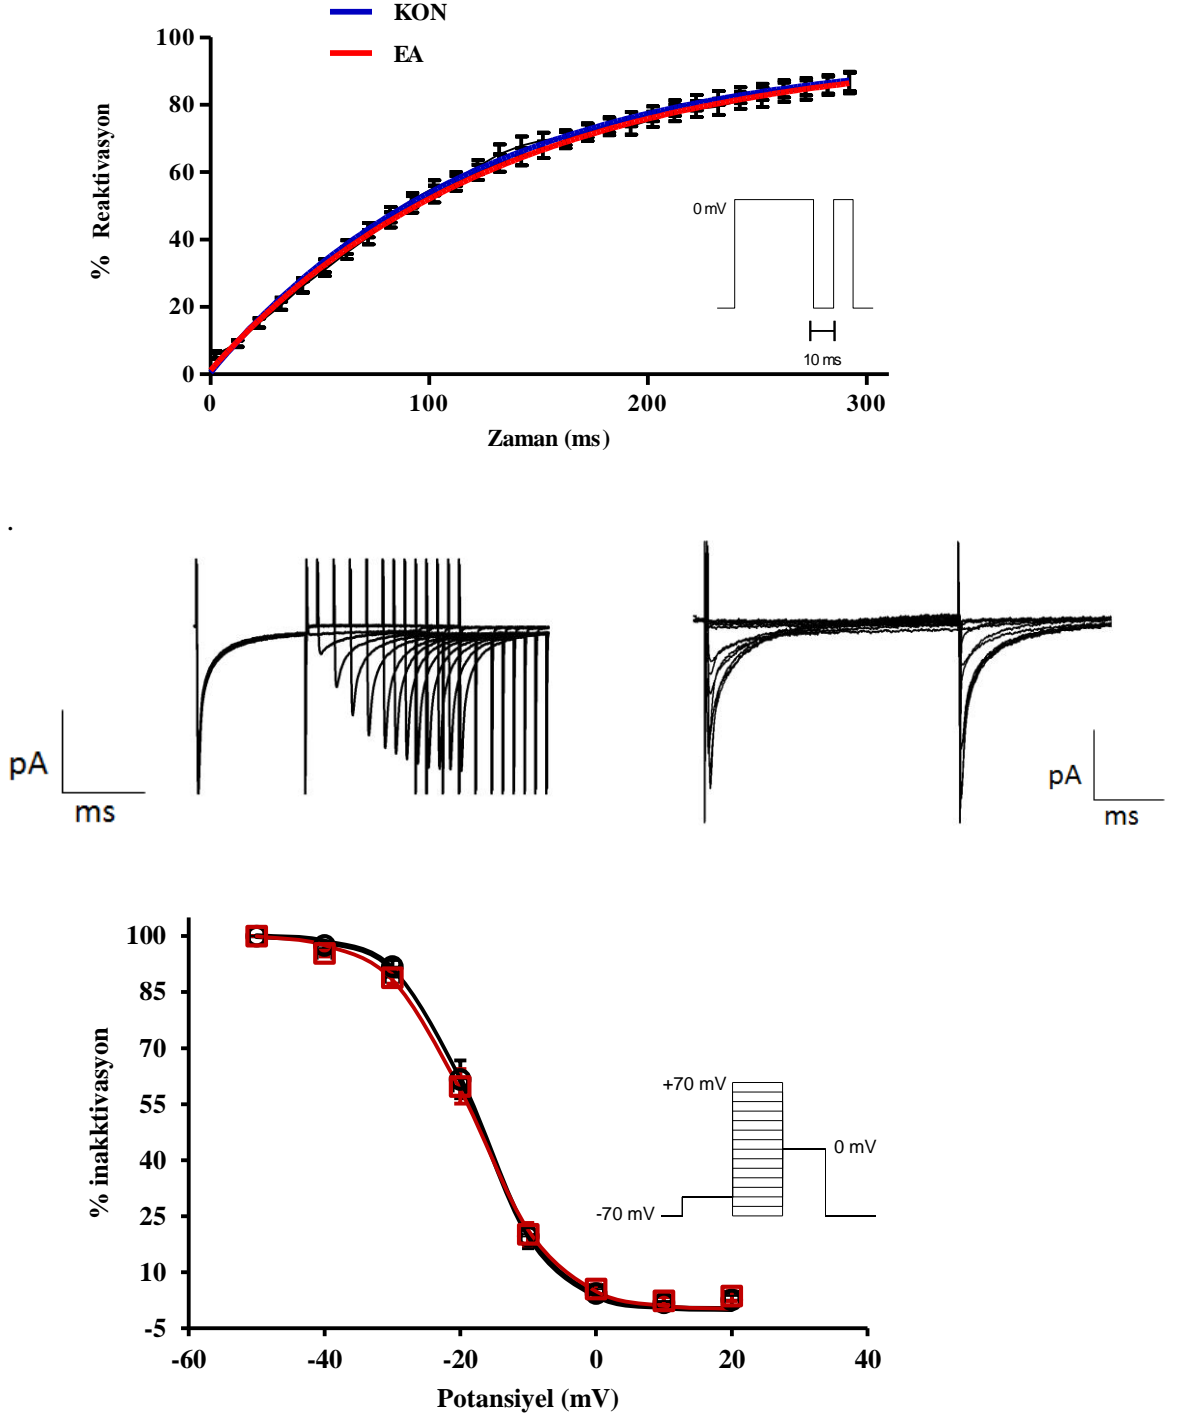 KON
EA
100
80
60
40
20
0
% Reaktivasyon
0 mV
10 ms
0 100 200 300
Zaman (ms)
.
pA
ms
pA
ms
100
85
70
55
40
25
10
-5
% inakktivasyon
+70 mV
0 mV
-70 mV
-60 -40 -20 0 20 40
Potansiyel (mV)